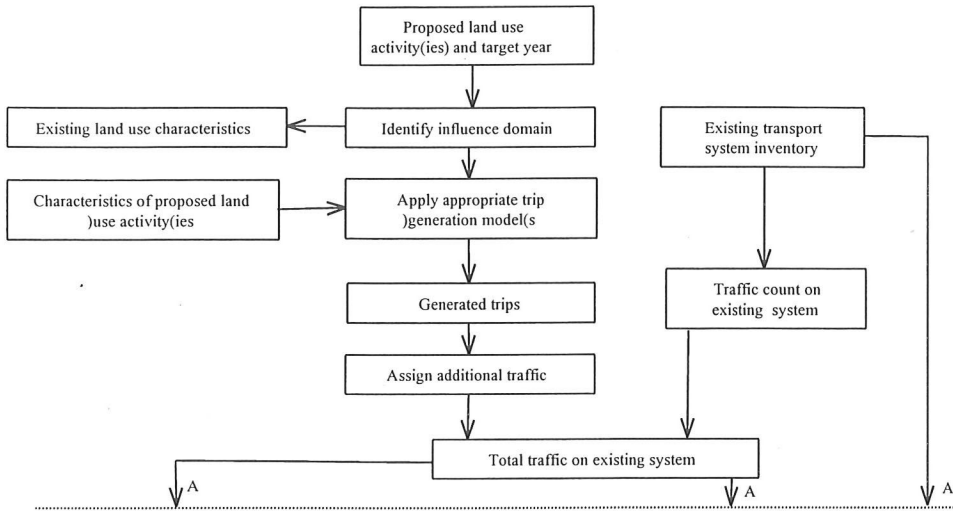 Proposed land use
activity(ies) and target year
Existing land use characteristics
Identify influence domain
Existing transport
system inventory
Characteristics of proposed land
)use activity(ies
Apply appropriate trip
)generation model(s
Generated trips
Traffic count on
existing system
Assign additional traffic
Total traffic on existing system
A
A
A